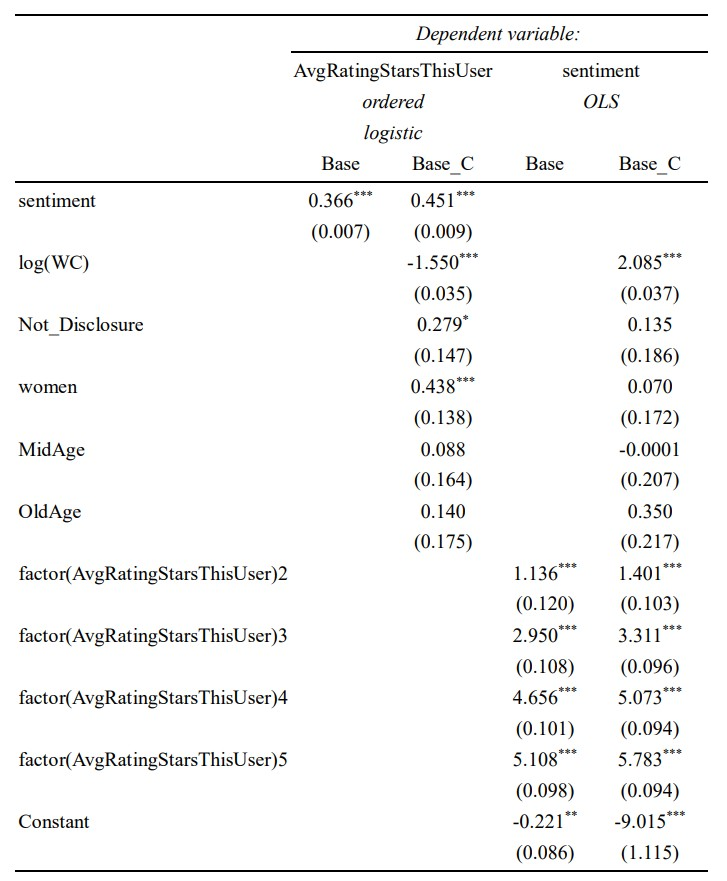 Dependent variable:
AvgRatingStarsThisUser sentiment
ordered OLS
logistic
Base Base_C Base Base_C
sentiment 0.366*** 0.451***
(0.007) (0.009)
log(WC) -1.550*** 2.085***
(0.035) (0.037)
Not_Disclosure 0.279* 0.135
(0.147) (0.186)
women 0.438*** 0.070
(0.138) (0.172)
MidAge 0.088 -0.0001
(0.164) (0.207)
OldAge 0.140 0.350
(0.175) (0.217)
factor(AvgRatingStarsThisUser)2 1.136*** 1.401***
(0.120) (0.103)
factor(AvgRatingStarsThisUser)3 2.950*** 3.311***
(0.108) (0.096)
factor(AvgRatingStarsThisUser)4 4.656*** 5.073***
(0.101) (0.094)
factor(AvgRatingStarsThisUser)5 5.108*** 5.783***
(0.098) (0.094)
Constant -0.221** -9.015***
(0.086) (1.115)